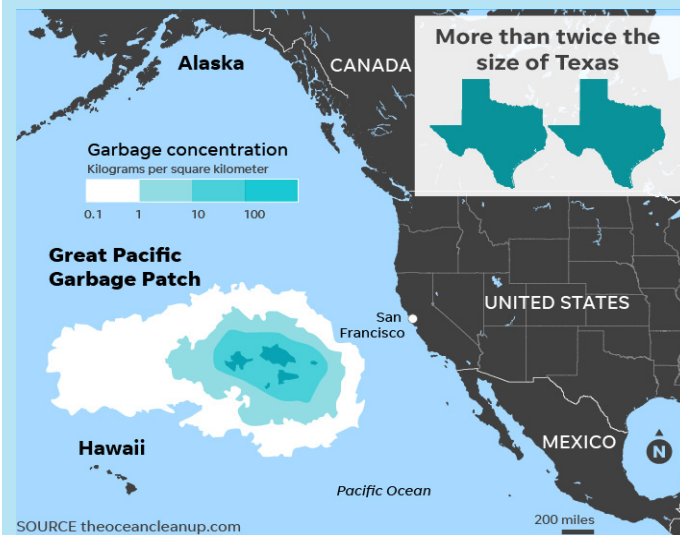 More than twice the
size of Texas
Alaska
CANADA
Garbage concentration
Kilograms per square kilometer
0.1 1 10 100
Great Pacific
Garbage Patch
San
Francisco
UNITED STATES
Hawaii
MEXICO
N
Pacific Ocean
SOURCE theoceancleanup.com
200 miles